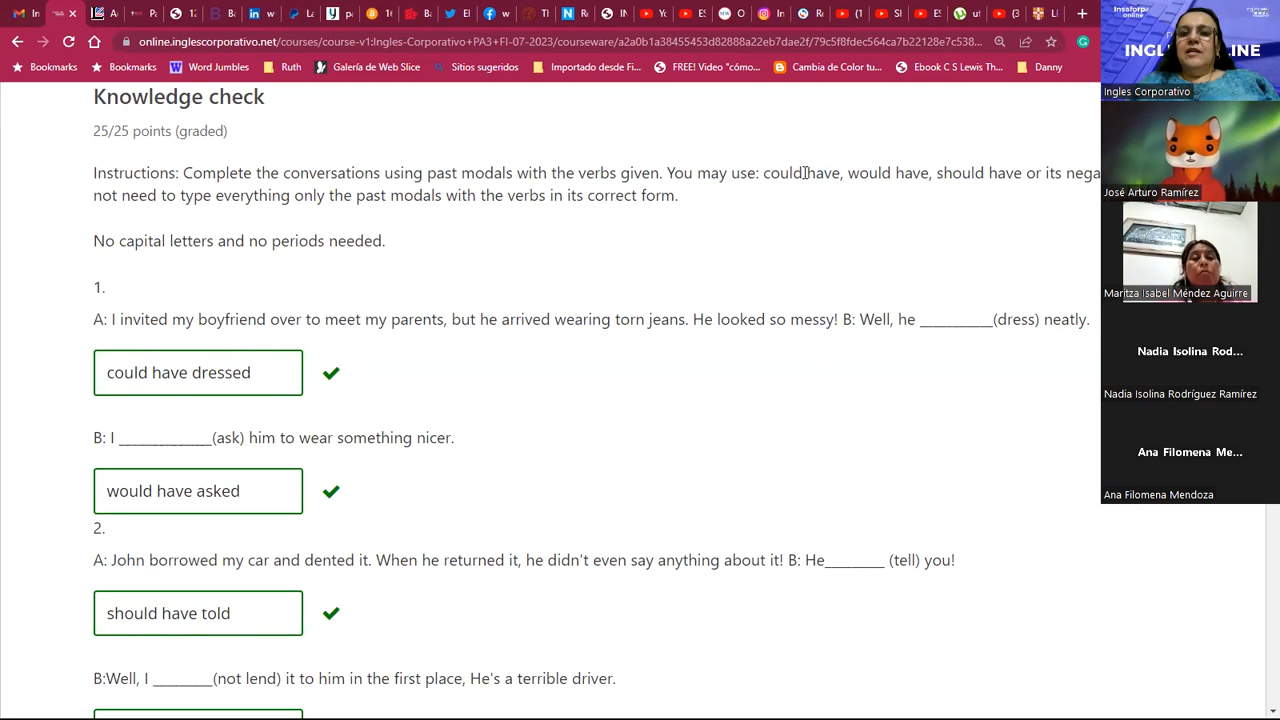 online.inglescorporativo.net/courses/course-v1:Ingles-Corporativo+PA3+FI-07-2023/courseware/a2a0b1a38455453d82888a22eb7dae2f/79c5f8fdec564ca7b22128e7c538...
Bookmarks Bookmarks Word Jumbles Ruth Galería de Web Slice Sitios sugeridos Importado desde Fi... FREE! Video "cómo... Cambia de Color tu... Ebook C S Lewis Th... Danny
Knowledge check
25/25 points (graded)
Instructions: Complete the conversations using past modals with the verbs given. You may use: could have, would have, should have or its nega
not need to type everything only the past modals with the verbs in its correct form.
No capital letters and no periods needed.
1.
A: I invited my boyfriend over to meet my parents, but he arrived wearing torn jeans. He looked so messy! B: Well, he ___________(dress) neatly.
could have dressed
B: I ______________(ask) him to wear something nicer.
would have asked
2.
A: John borrowed my car and dented it. When he returned it, he didn't even say anything about it! B: He_________ (tell) you!
should have told
B:Well, I _________(not lend) it to him in the first place, He's a terrible driver.
Insaforp
online
INGL INE
Ingles Corporativo
José Arturo Ramírez
Maritza Isabel Méndez Aguirre
Nadia Isolina Rod...
Nadia Isolina Rodríguez Ramírez
Ana Filomena Me...
Ana Filomena Mendoza